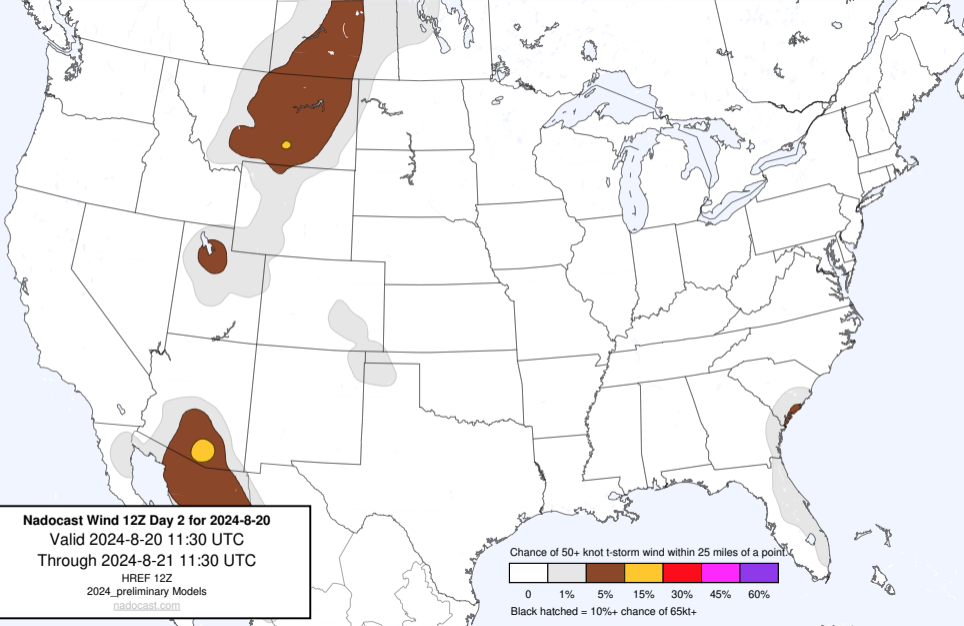 Nadocast Wind 12Z Day 2 for 2024-8-20
Valid 2024-8-20 11:30 UTC
Through 2024-8-21 11:30 UTC
HREF 12Z
2024_preliminary Models
nadocast.com
Chance of 50+ knot t-storm wind within 25 miles of a point.
0 1% 5% 15% 30% 45% 60%
Black hatched = 10%+ chance of 65kt+